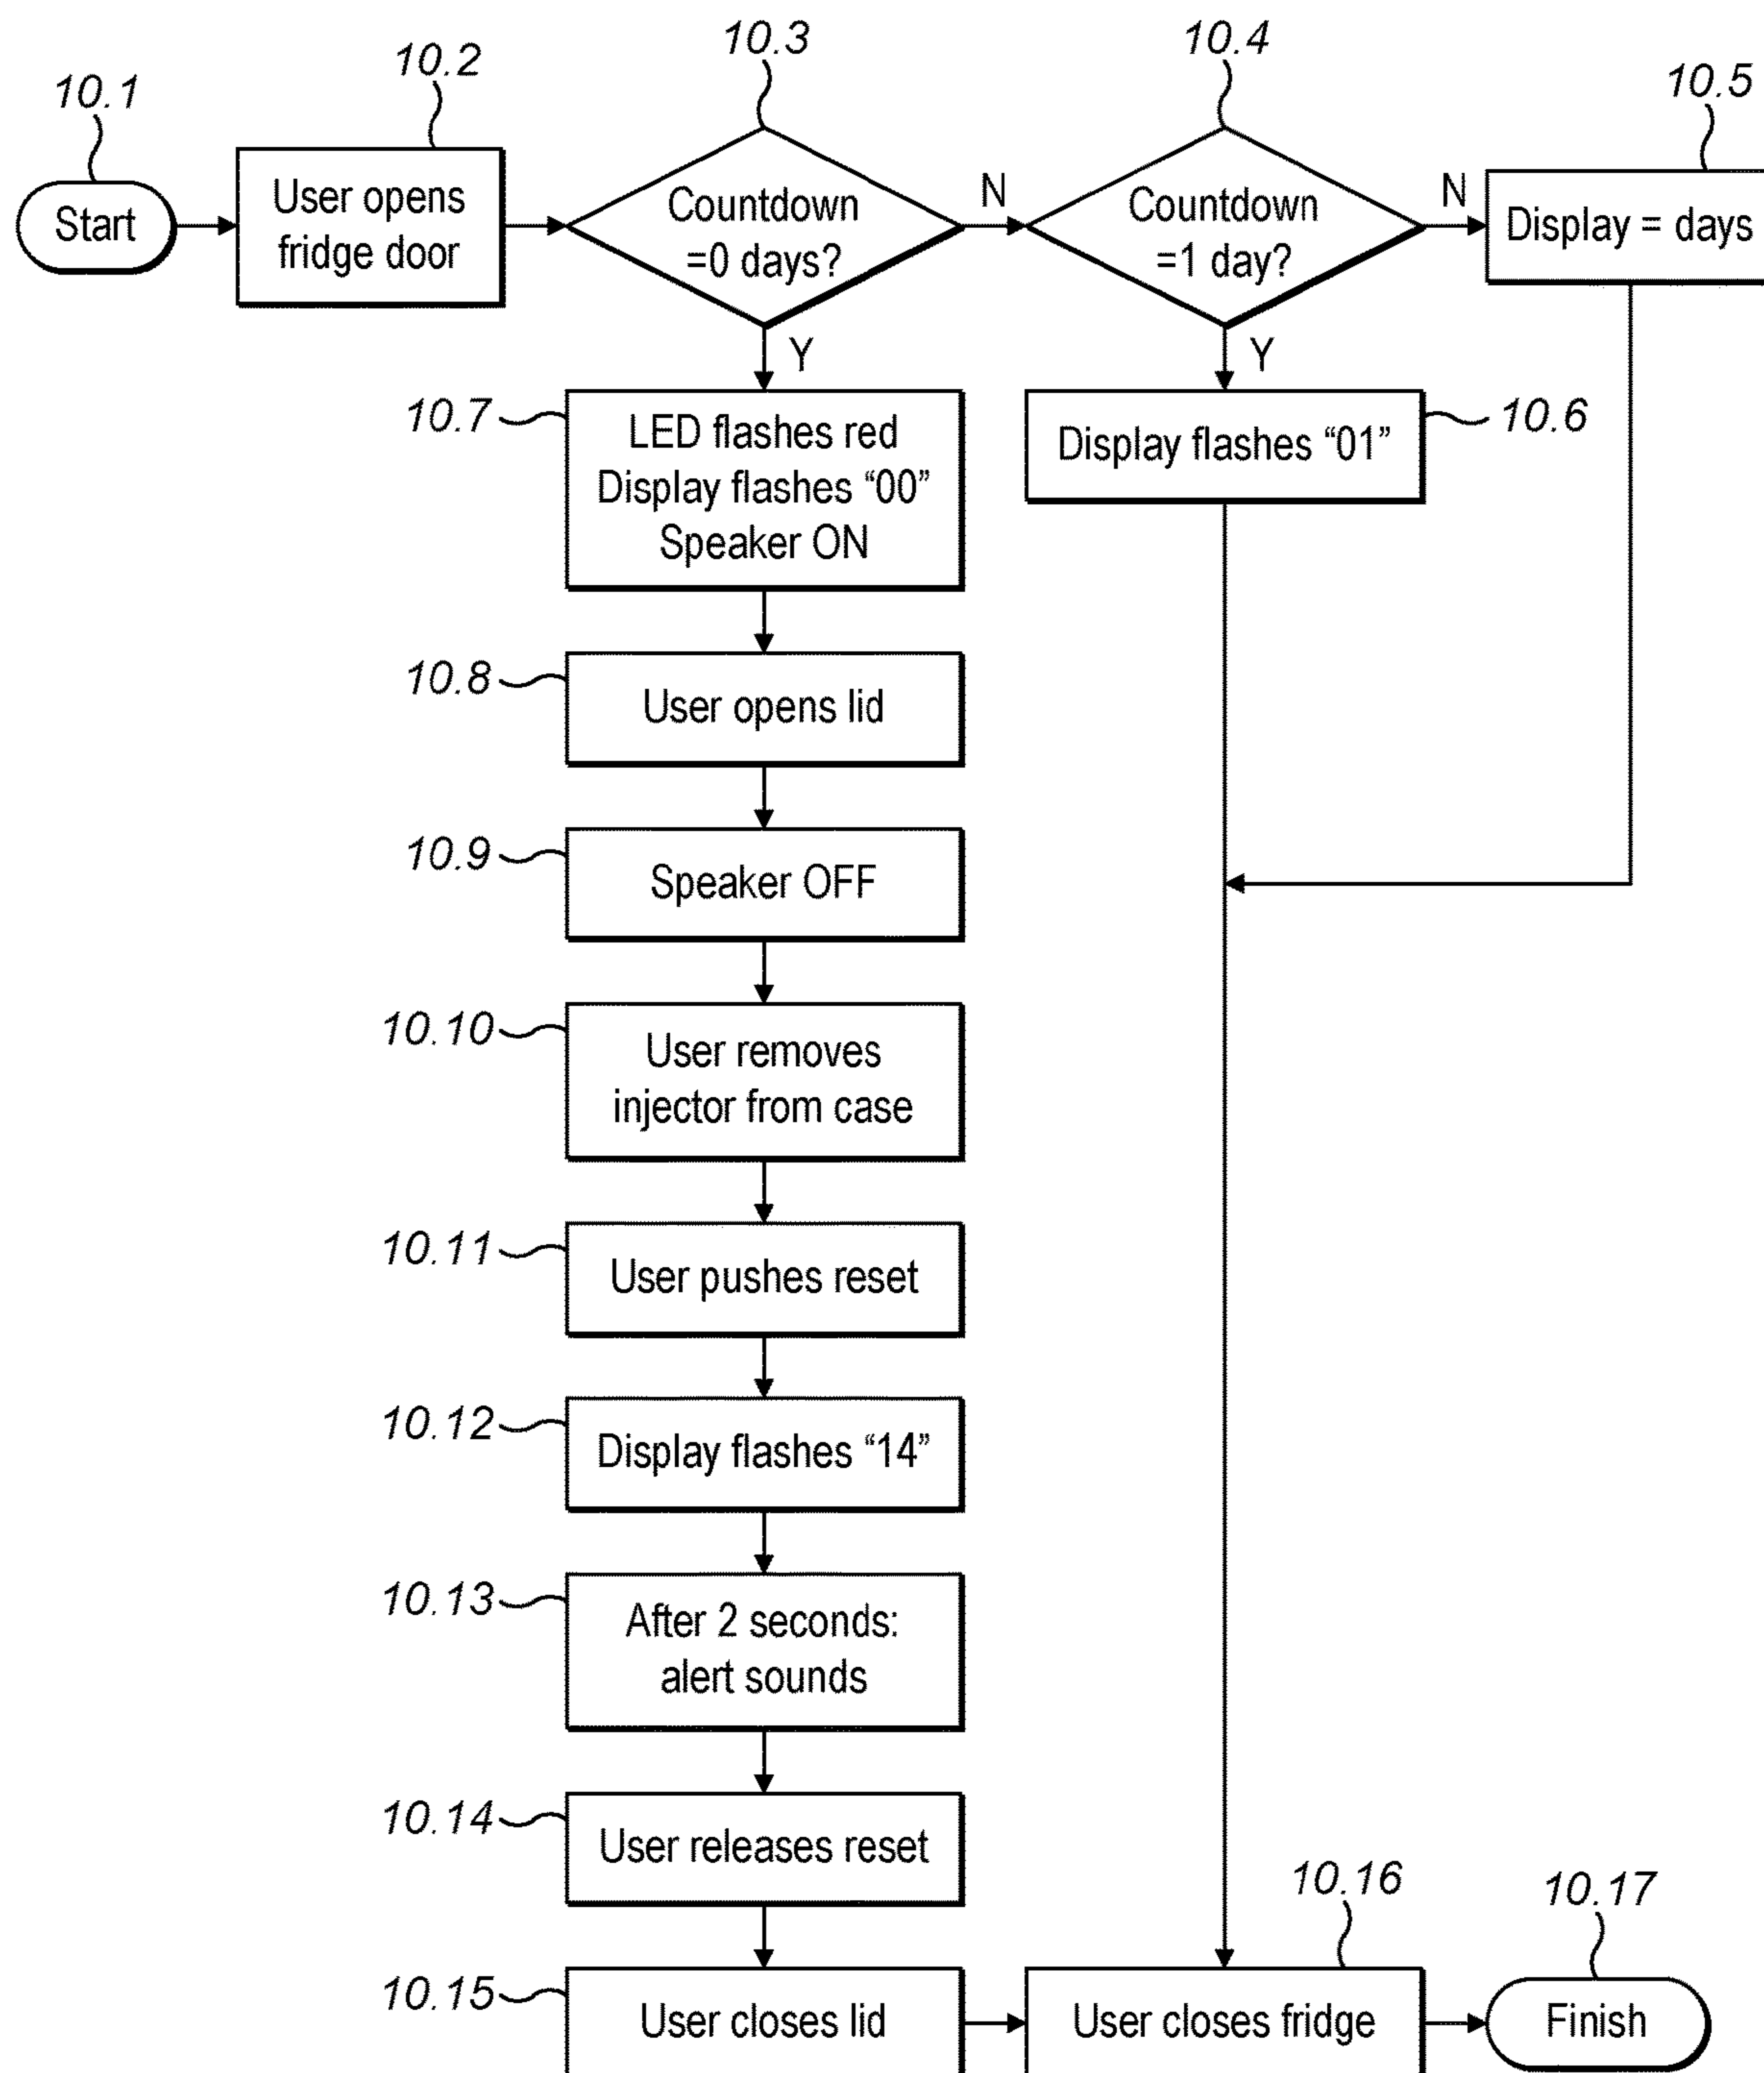 10.1
Start
10.2
User opens
fridge door
10.3
Countdown
=0 days?
N
Y
10.4
Countdown
=1 day?
N
Y
10.5
Display = days
10.6
Display flashes “01”
10.7
LED flashes red
Display flashes “00”
Speaker ON
10.8
User opens lid
10.9
Speaker OFF
10.10
User removes
injector from case
10.11
User pushes reset
10.12
Display flashes “14”
10.13
After 2 seconds:
alert sounds
10.14
User releases reset
10.15
User closes lid
10.16
User closes fridge
10.17
Finish